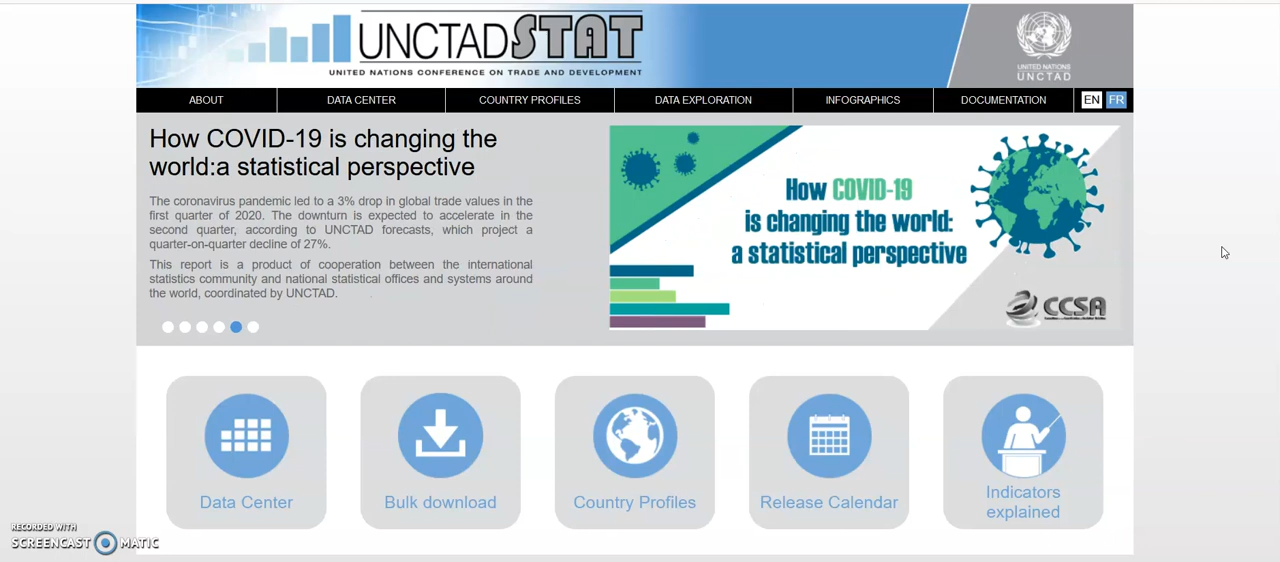 UNCTADSTAT
UNITED NATIONS CONFERENCE ON TRADE AND DEVELOPMENT
UNITED NATIONS
UNCTAD
ABOUT
DATA CENTER
COUNTRY PROFILES
DATA EXPLORATION
INFOGRAPHICS
DOCUMENTATION
EN
FR
How COVID-19 is changing the
world:a statistical perspective
The coronavirus pandemic led to a 3% drop in global trade values in the
first quarter of 2020. The downturn is expected to accelerate in the
second quarter, according to UNCTAD forecasts, which project a
quarter-on-quarter decline of 27%.
This report is a product of cooperation between the international
statistics community and national statistical offices and systems around
the world, coordinated by UNCTAD.
How COVID-19
is changing the world:
a statistical perspective
CCSA
Data Center
Bulk download
Country Profiles
Release Calendar
Indicators
explained
RECORDED WITH
SCREENCAST MATIC